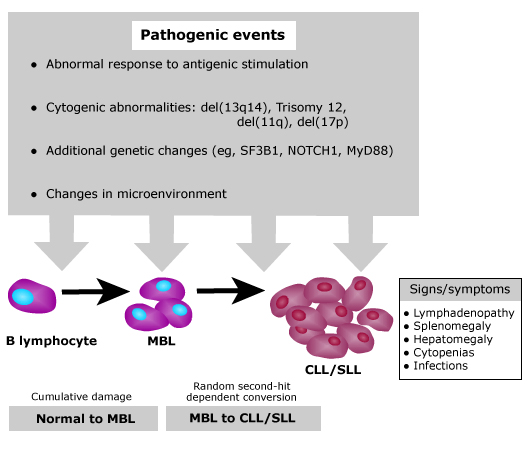 Pathogenic events
● Abnormal response to antigenic stimulation
● Cytogenic abnormalities: del(13q14), Trisomy 12,
del(11q), del(17p)
● Additional genetic changes (eg, SF3B1, NOTCH1, MyD88)
● Changes in microenvironment
B lymphocyte
MBL
CLL/SLL
Signs/symptoms
● Lymphadenopathy
● Splenomegaly
● Hepatomegaly
● Cytopenias
● Infections
Cumulative damage
Normal to MBL
Random second-hit
dependent conversion
MBL to CLL/SLL